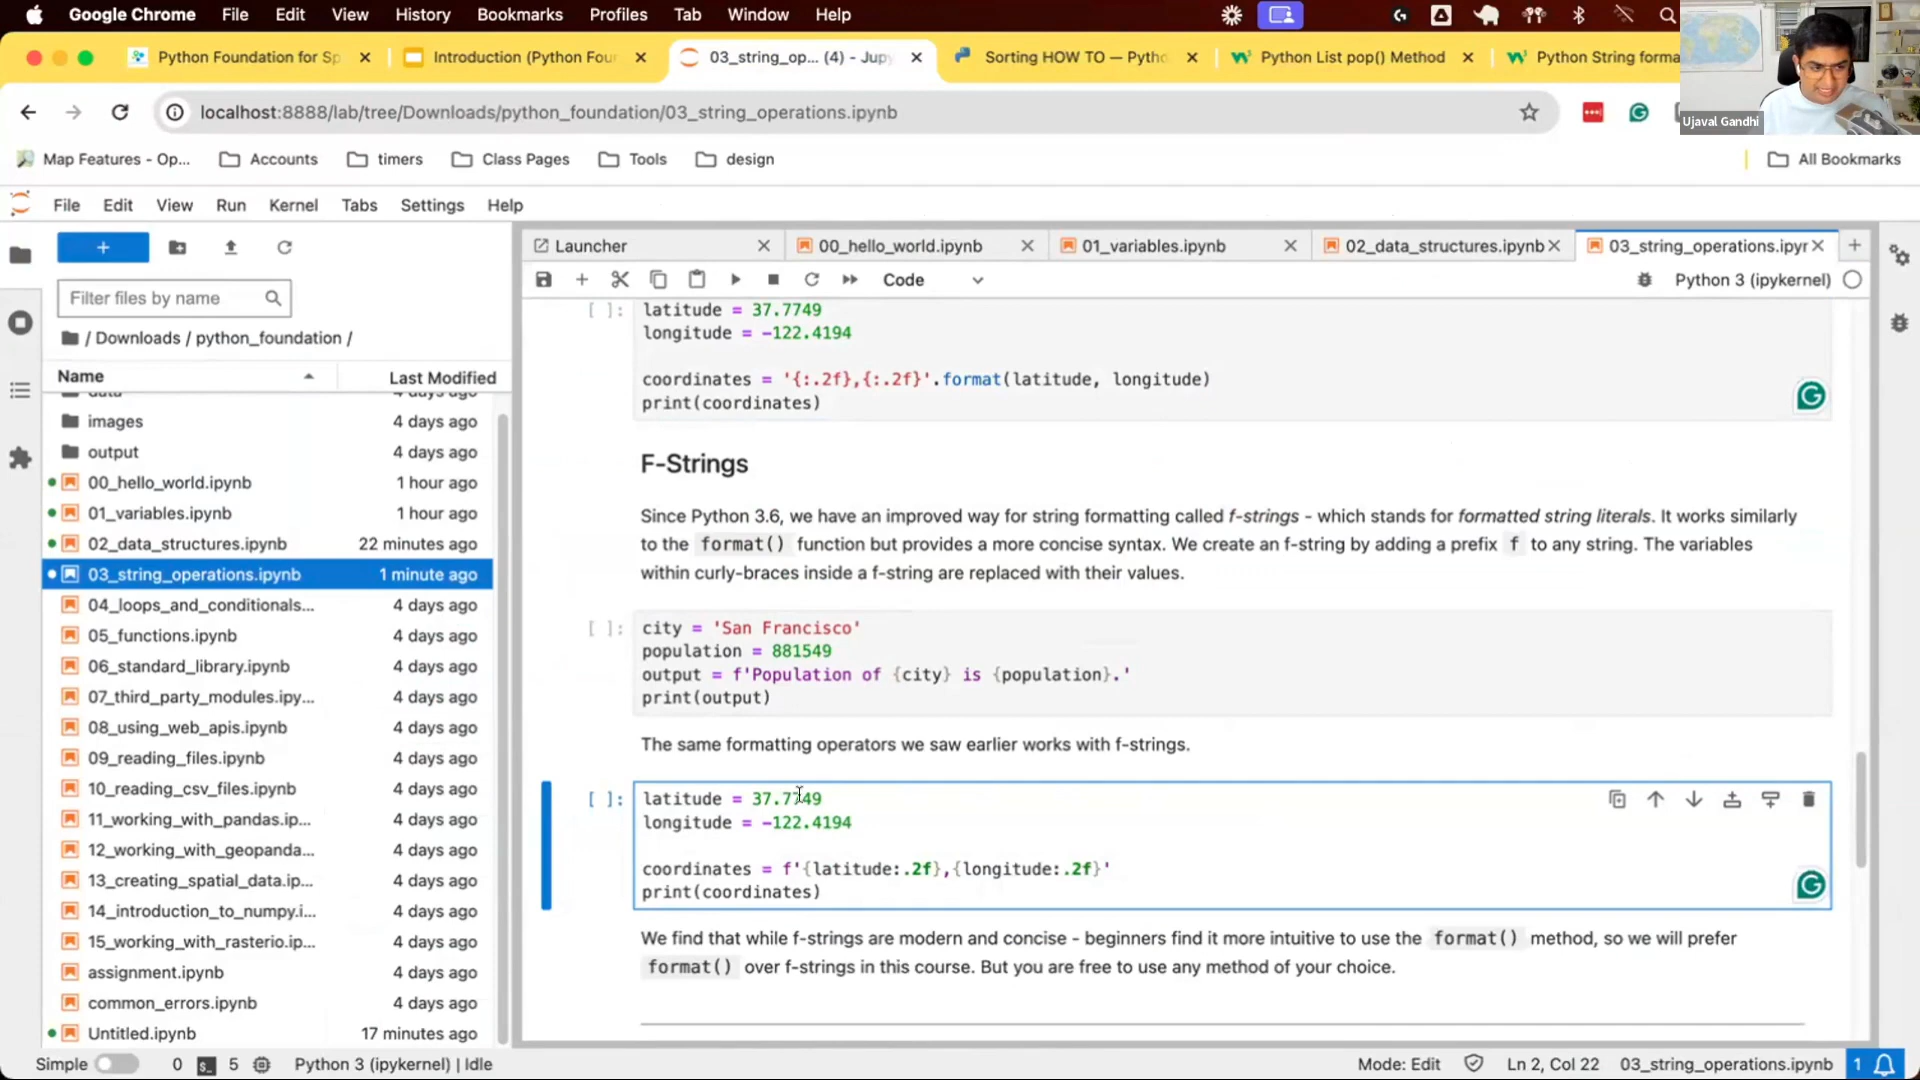 Google Chrome File Edit View History Bookmarks Profiles Tab Window Help
Python Foundation for Sp Introduction (Python Four 03_string_op... (4) - Jupy Sorting HOW TO — Pytho Python List pop() Method Python String forma
localhost:8888/lab/tree/Downloads/python_foundation/03_string_operations.ipynb
Ujaval Gandhi
Map Features - Op... Accounts timers Class Pages Tools design All Bookmarks
File Edit View Run Kernel Tabs Settings Help
Launcher 00_hello_world.ipynb 01_variables.ipynb 02_data_structures.ipynb 03_string_operations.ipyr
Code Python 3 (ipykernel)
Filter files by name
/ Downloads / python_foundation /
Name Last Modified
data 4 days ago
images 4 days ago
output 4 days ago
00_hello_world.ipynb 1 hour ago
01_variables.ipynb 1 hour ago
02_data_structures.ipynb 22 minutes ago
03_string_operations.ipynb 1 minute ago
04_loops_and_conditionals... 4 days ago
05_functions.ipynb 4 days ago
06_standard_library.ipynb 4 days ago
07_third_party_modules.ipy... 4 days ago
08_using_web_apis.ipynb 4 days ago
09_reading_files.ipynb 4 days ago
10_reading_csv_files.ipynb 4 days ago
11_working_with_pandas.ip... 4 days ago
12_working_with_geopanda... 4 days ago
13_creating_spatial_data.ip... 4 days ago
14_introduction_to_numpy.i... 4 days ago
15_working_with_rasterio.ip... 4 days ago
assignment.ipynb 4 days ago
common_errors.ipynb 4 days ago
Untitled.ipynb 17 minutes ago
[ ]: latitude = 37.7749
longitude = -122.4194
coordinates = '{:.2f},{:.2f}'.format(latitude, longitude)
print(coordinates)
F-Strings
Since Python 3.6, we have an improved way for string formatting called f-strings - which stands for formatted string literals. It works similarly
to the format() function but provides a more concise syntax. We create an f-string by adding a prefix f to any string. The variables
within curly-braces inside a f-string are replaced with their values.
[ ]: city = 'San Francisco'
population = 881549
output = f'Population of {city} is {population}.'
print(output)
The same formatting operators we saw earlier works with f-strings.
[ ]: latitude = 37.7749
longitude = -122.4194
coordinates = f'{latitude:.2f},{longitude:.2f}'
print(coordinates)
We find that while f-strings are modern and concise - beginners find it more intuitive to use the format() method, so we will prefer
format() over f-strings in this course. But you are free to use any method of your choice.
Simple 0 5 Python 3 (ipykernel) | Idle Mode: Edit Ln 2, Col 22 03_string_operations.ipynb 1